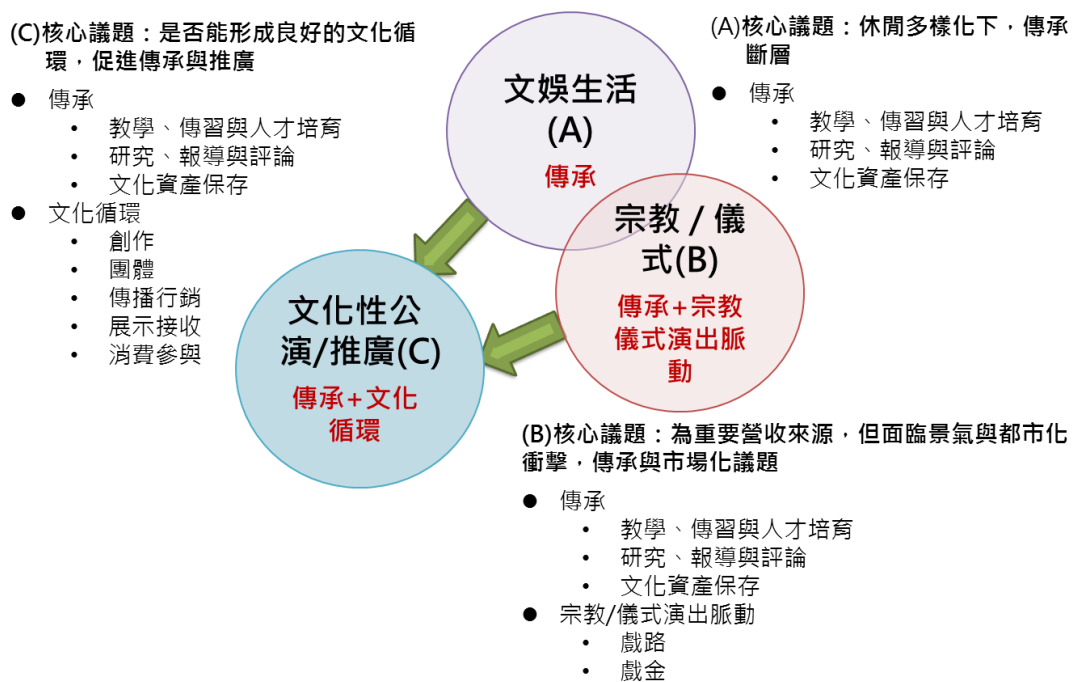 (C)核心議題：是否能形成良好的文化循
環，促進傳承與推廣
● 傳承
• 教學、傳習與人才培育
• 研究、報導與評論
• 文化資產保存
● 文化循環
• 創作
• 團體
• 傳播行銷
• 展示接收
• 消費參與
文娛生活
(A)
傳承
(A)核心議題：休閒多樣化下，傳承
斷層
● 傳承
• 教學、傳習與人才培育
• 研究、報導與評論
• 文化資產保存
宗教 / 儀
式(B)
傳承+宗教
儀式演出脈
動
文化性公
演/推廣(C)
傳承+文化
循環
(B)核心議題：為重要營收來源，但面臨景氣與都市化
衝擊，傳承與市場化議題
● 傳承
• 教學、傳習與人才培育
• 研究、報導與評論
• 文化資產保存
● 宗教/儀式演出脈動
• 戲路
• 戲金